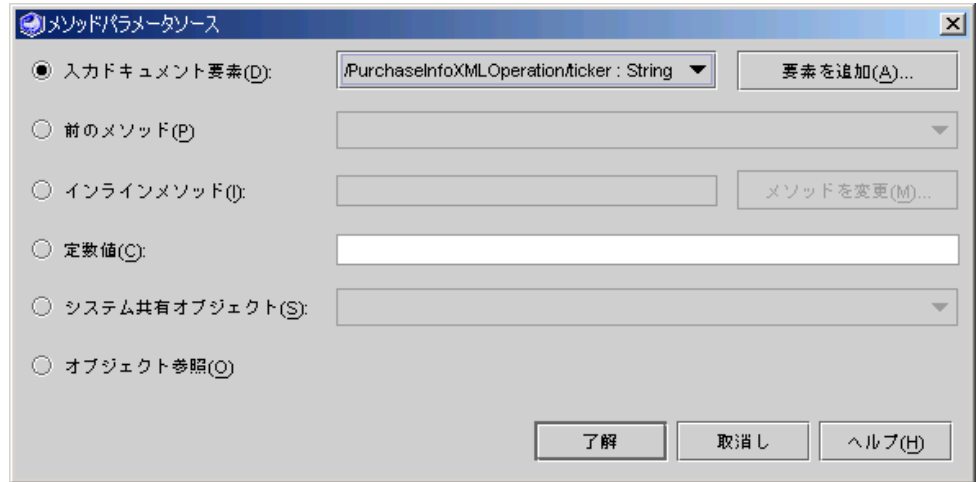 メソッドパラメータソース
入力ドキュメント要素(D): /PurchaseInfoXMLOperation/ticker : String 要素を追加(A)...
前のメソッド(P)
インラインメソッド(I): メソッドを変更(M)...
定数値(C):
システム共有オブジェクト(S):
オブジェクト参照(O)
了解 取消し ヘルプ(H)